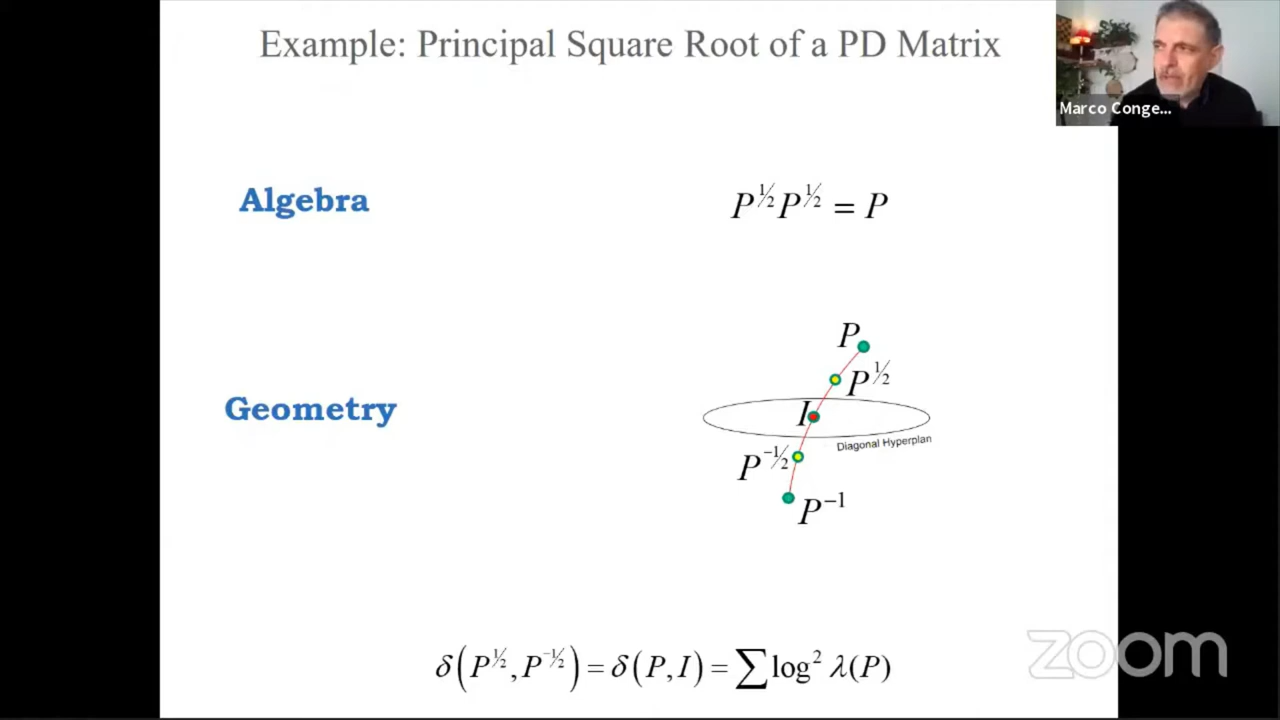 Example: Principal Square Root of a PD Matrix
Marco Conge...
Algebra
P^½ P^½ = P
P
P^½
I
Diagonal Hyperplan
Geometry
P^−½
P^−1
δ(P^½, P^−½) = δ(P, I) = ∑ log² λ(P)
zoom